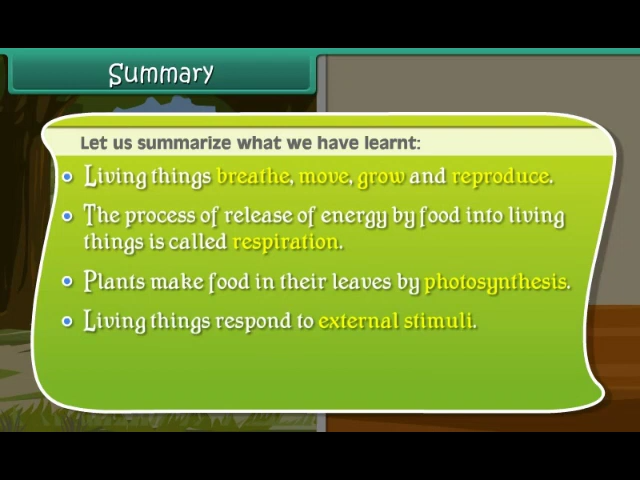 Summary
Let us summarize what we have learnt:
Living things breathe, move, grow and reproduce.
The process of release of energy by food into living
things is called respiration.
Plants make food in their leaves by photosynthesis.
Living things respond to external stimuli.